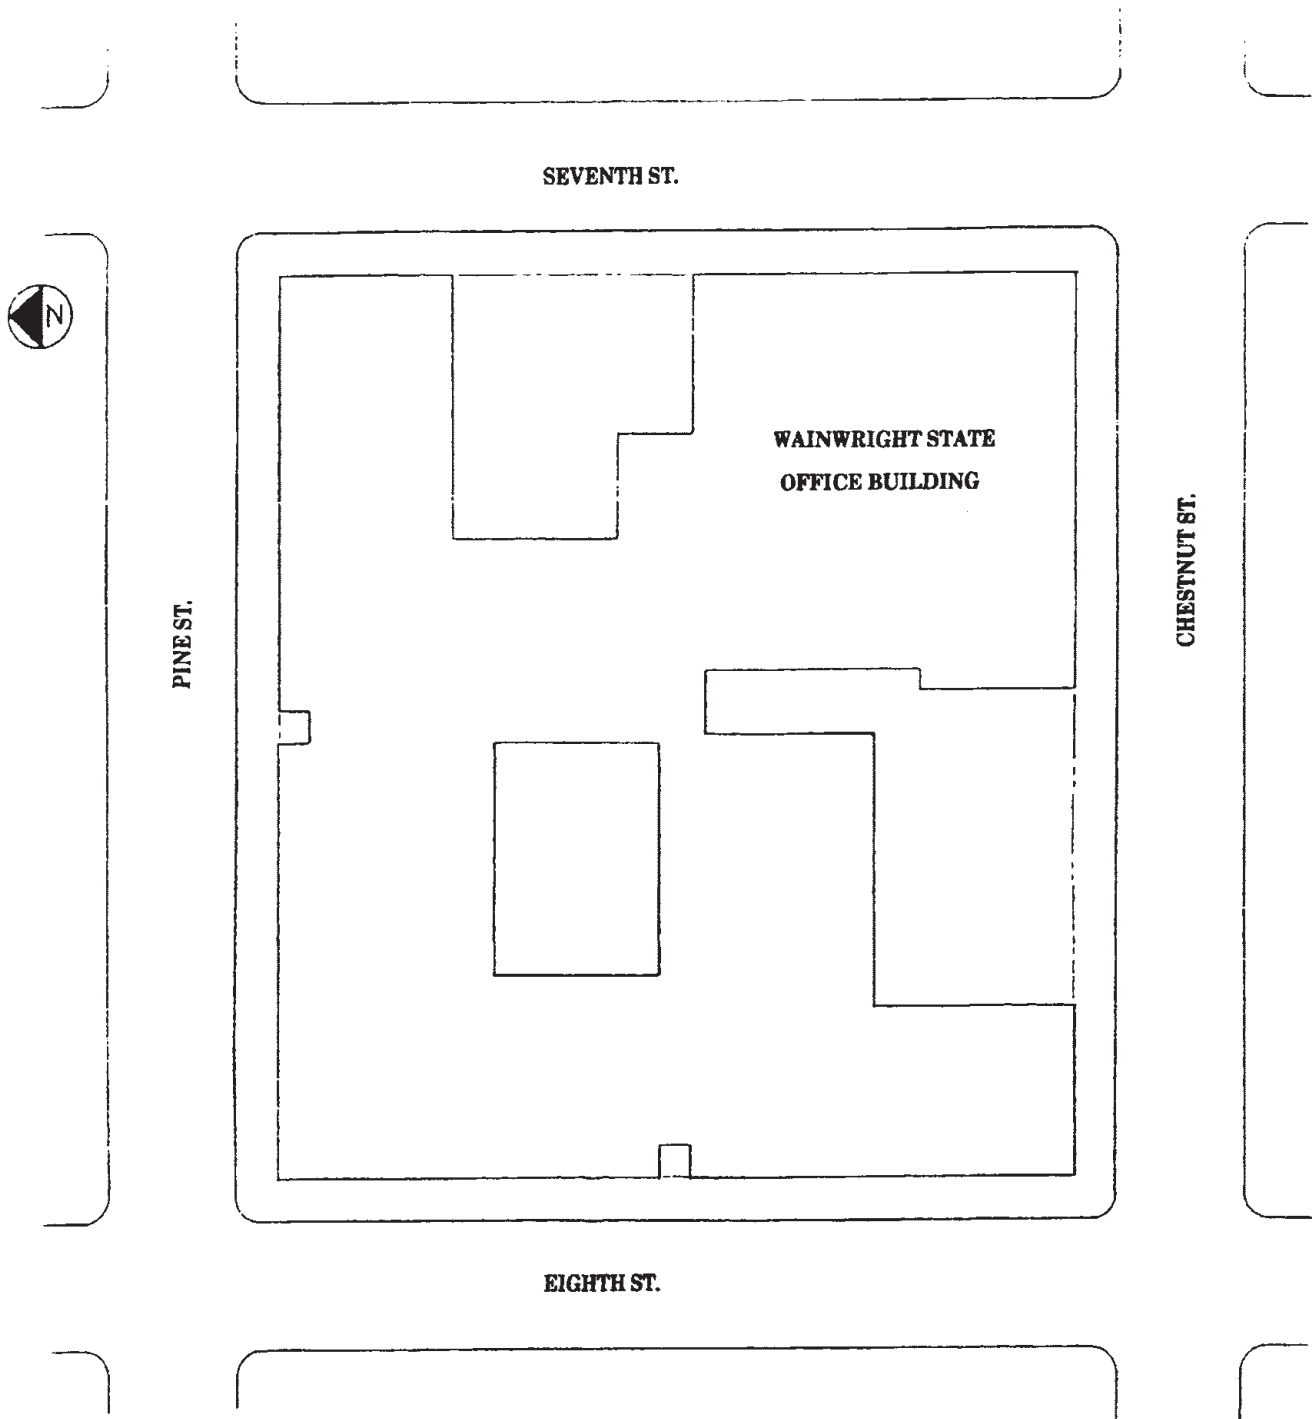 SEVENTH ST.
N
WAINWRIGHT STATE
OFFICE BUILDING
CHESTNUT ST.
PINE ST.
EIGHTH ST.